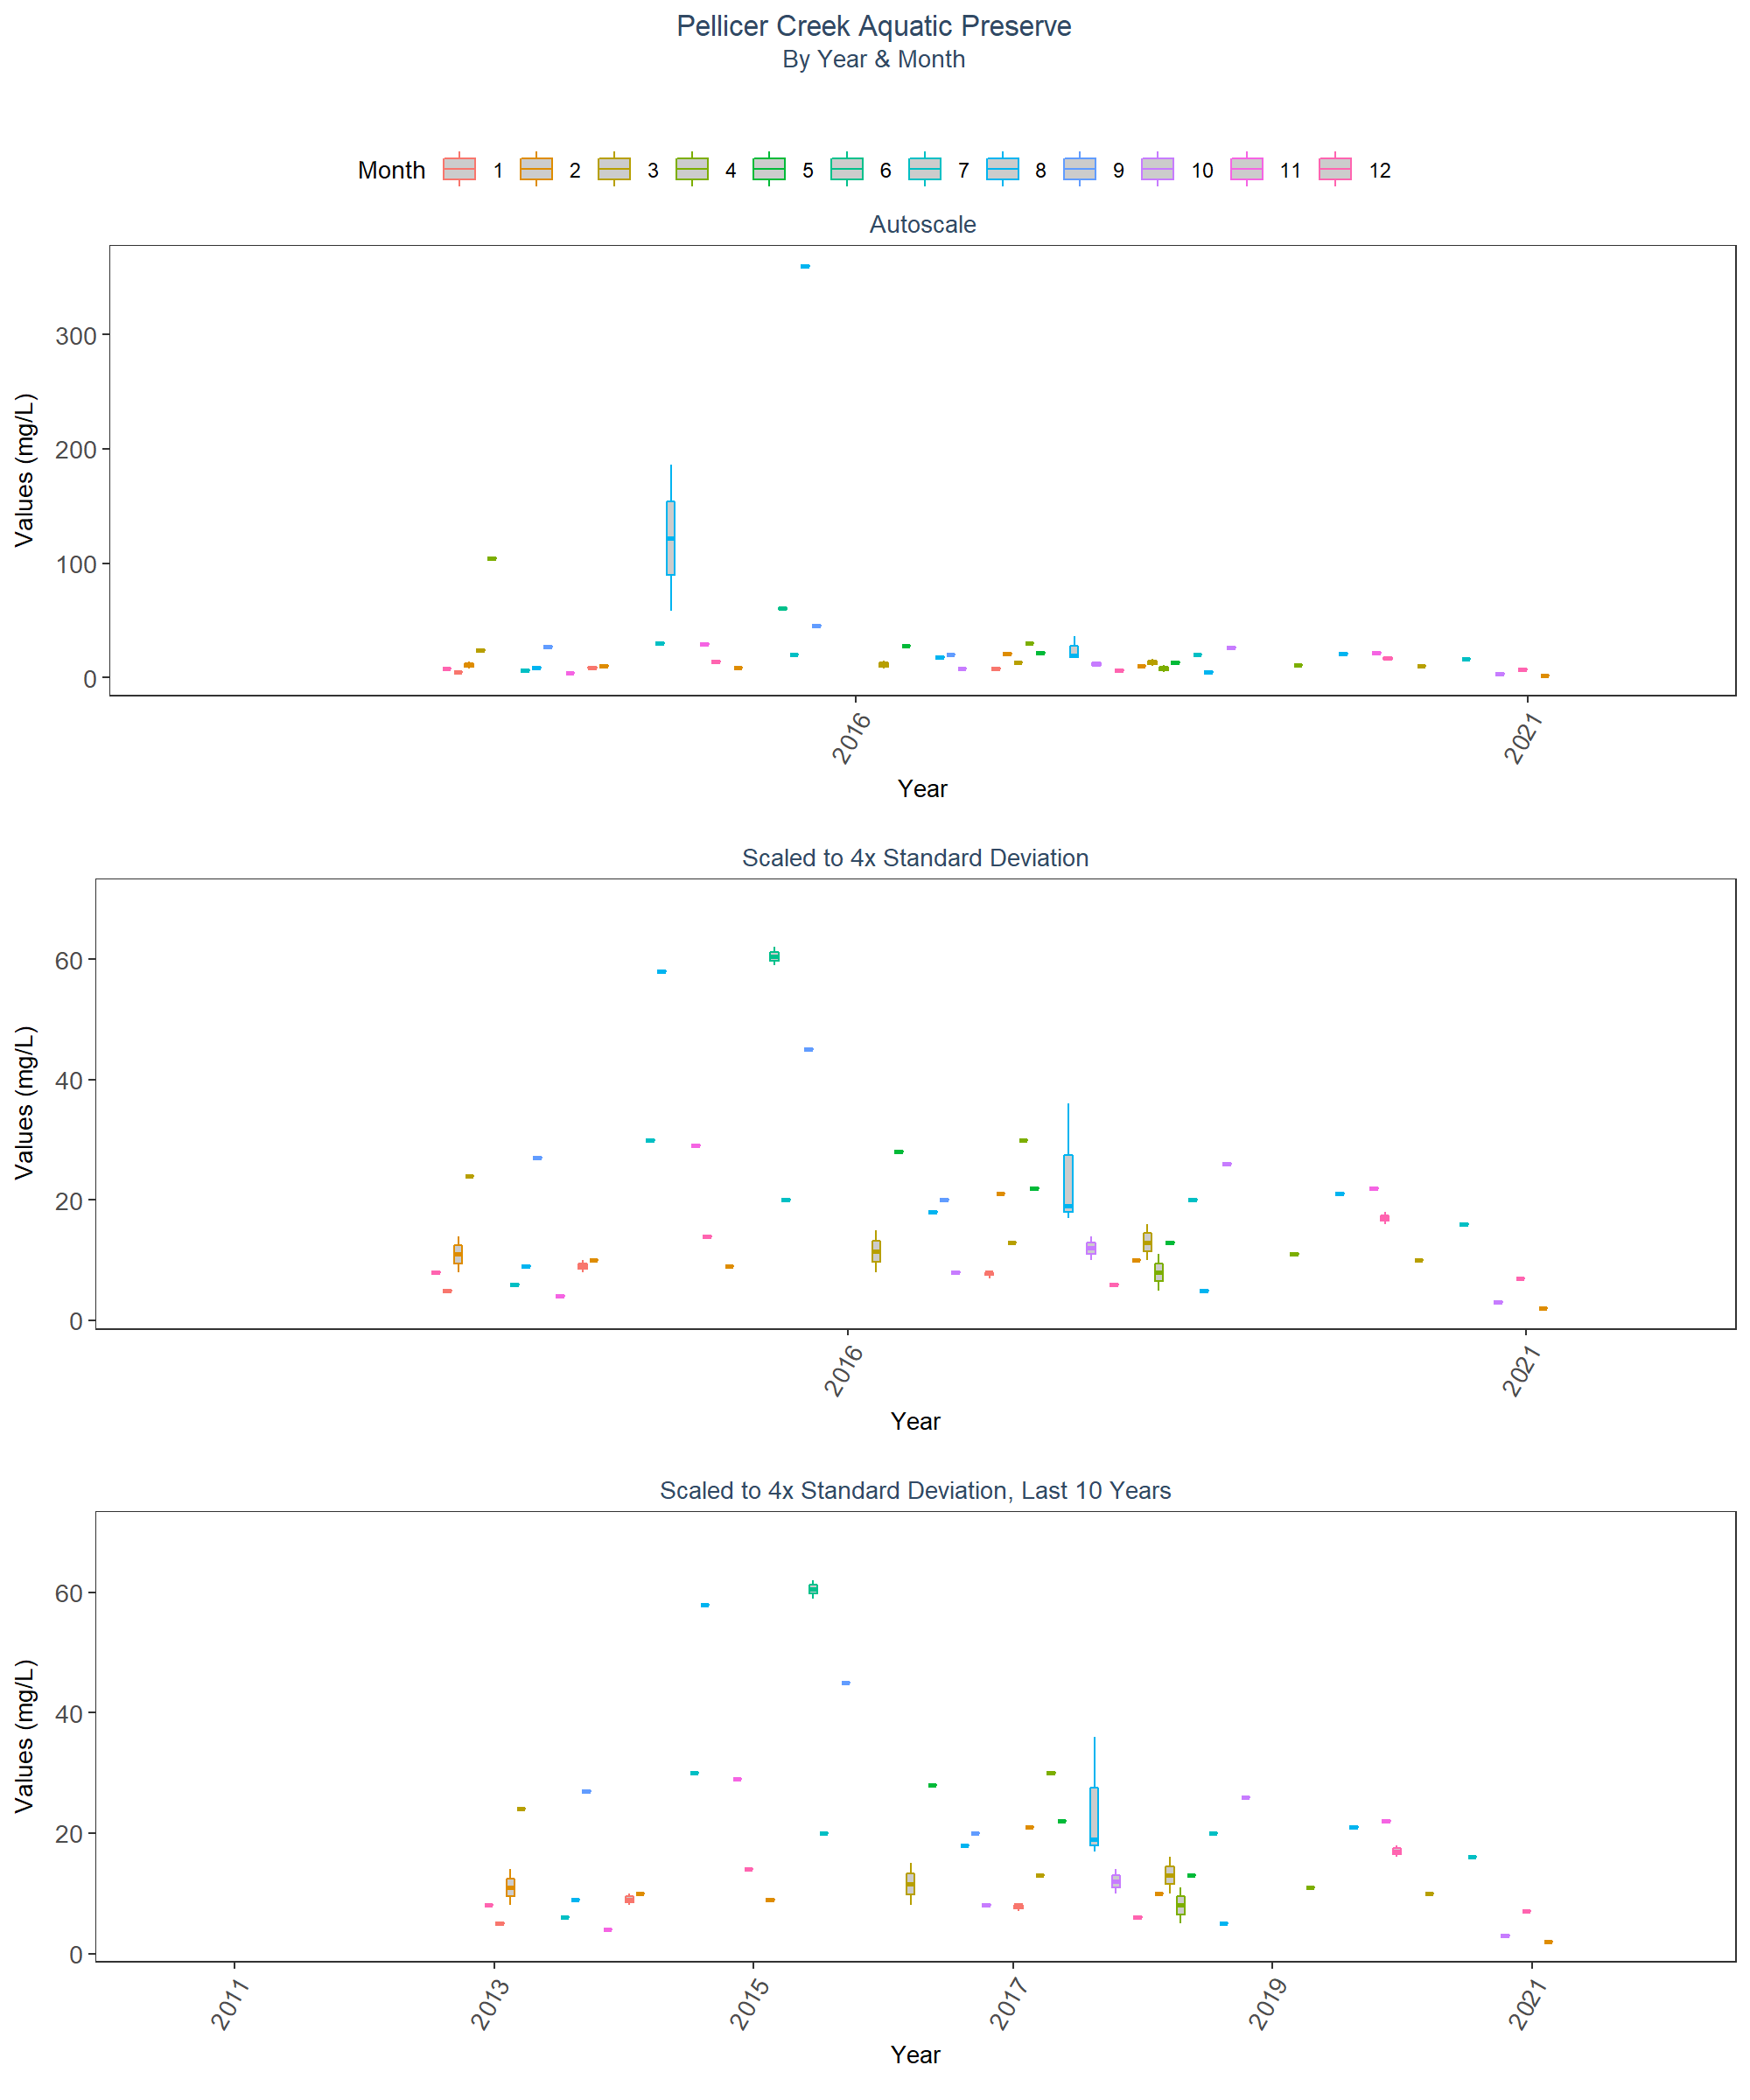 Pellicer Creek Aquatic Preserve
By Year & Month
Month 1 2 3 4 5 6 7 8 9 10 11 12
Autoscale
Values (mg/L)
300
200
100
0
2016 2021
Year
Scaled to 4x Standard Deviation
Values (mg/L)
60
40
20
0
2016 2021
Year
Scaled to 4x Standard Deviation, Last 10 Years
Values (mg/L)
60
40
20
0
2011 2013 2015 2017 2019 2021
Year